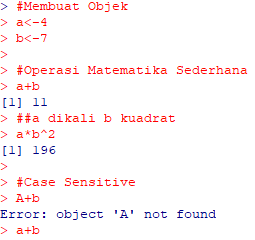 > #Membuat Objek
> a<-4
> b<-7
>
> #Operasi Matematika Sederhana
> a+b
[1] 11
> ##a dikali b kuadrat
> a*b^2
[1] 196
>
> #Case Sensitive
> A+b
Error: object 'A' not found
> a+b